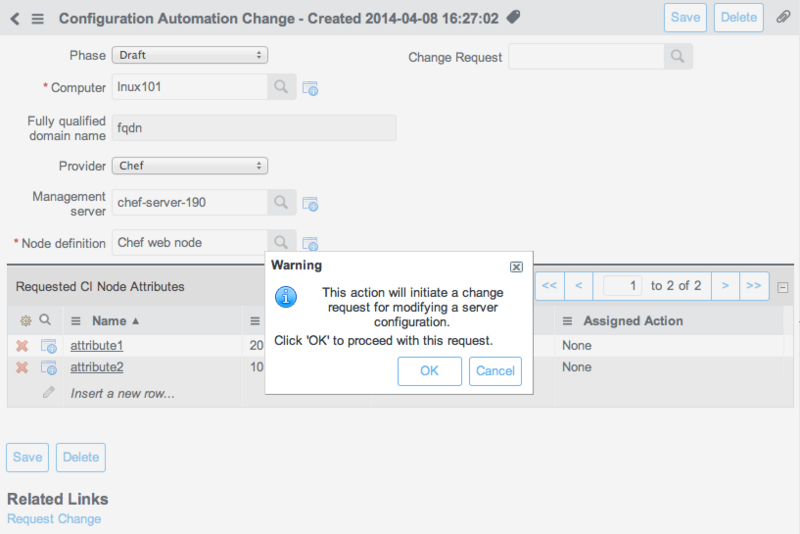 Configuration Automation Change - Created 2014-04-08 16:27:02
Save
Delete
Phase
Draft
Change Request
* Computer
lnux101
Fully qualified
domain name
fqdn
Provider
Chef
Management
server
chef-server-190
* Node definition
Chef web node
Warning
This action will initiate a change
request for modifying a server
configuration.
Click 'OK' to proceed with this request.
OK
Cancel
Requested CI Node Attributes
<< < 1 to 2 of 2 > >>
Name ▲
Assigned Action
attribute1
20
None
attribute2
10
None
Insert a new row...
Save
Delete
Related Links
Request Change